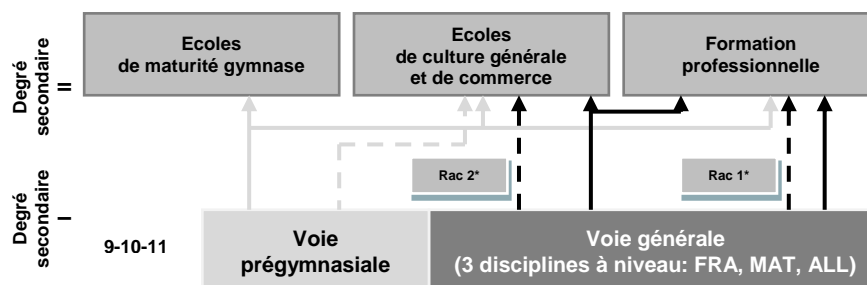 Degré
secondaire
II
Ecoles
de maturité gymnase
Ecoles
de culture générale
et de commerce
Formation
professionnelle
Rac 2*
Rac 1*
Degré
secondaire
I
9-10-11
Voie
prégymnasiale
Voie générale
(3 disciplines à niveau: FRA, MAT, ALL)